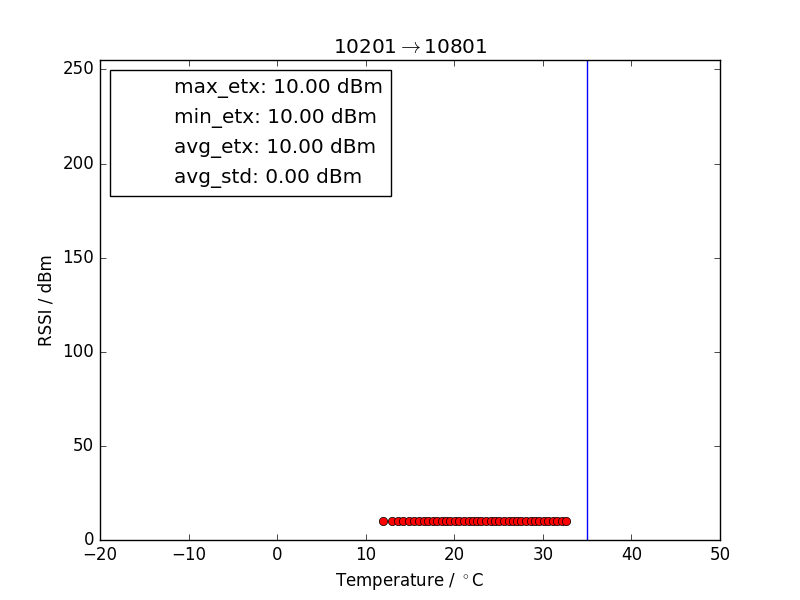 10201→10801
max_etx: 10.00 dBm
min_etx: 10.00 dBm
avg_etx: 10.00 dBm
avg_std: 0.00 dBm
250
200
150
100
50
0
RSSI / dBm
−20 −10 0 10 20 30 40 50
Temperature / °C